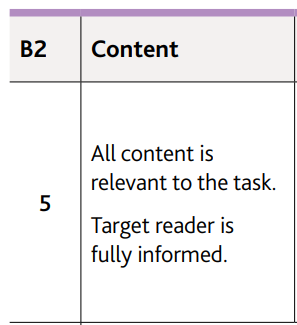 B2 Content
5
All content is
relevant to the task.
Target reader is
fully informed.